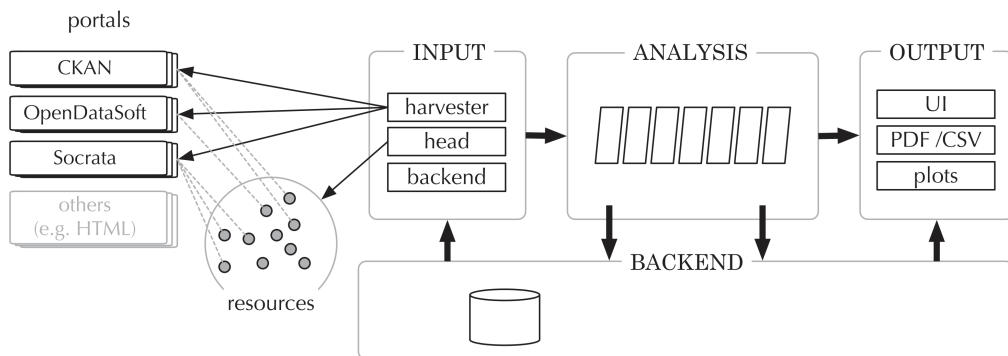 portals
CKAN
OpenDataSoft
Socrata
others
(e.g. HTML)
resources
INPUT
harvester
head
backend
ANALYSIS
OUTPUT
UI
PDF /CSV
plots
BACKEND